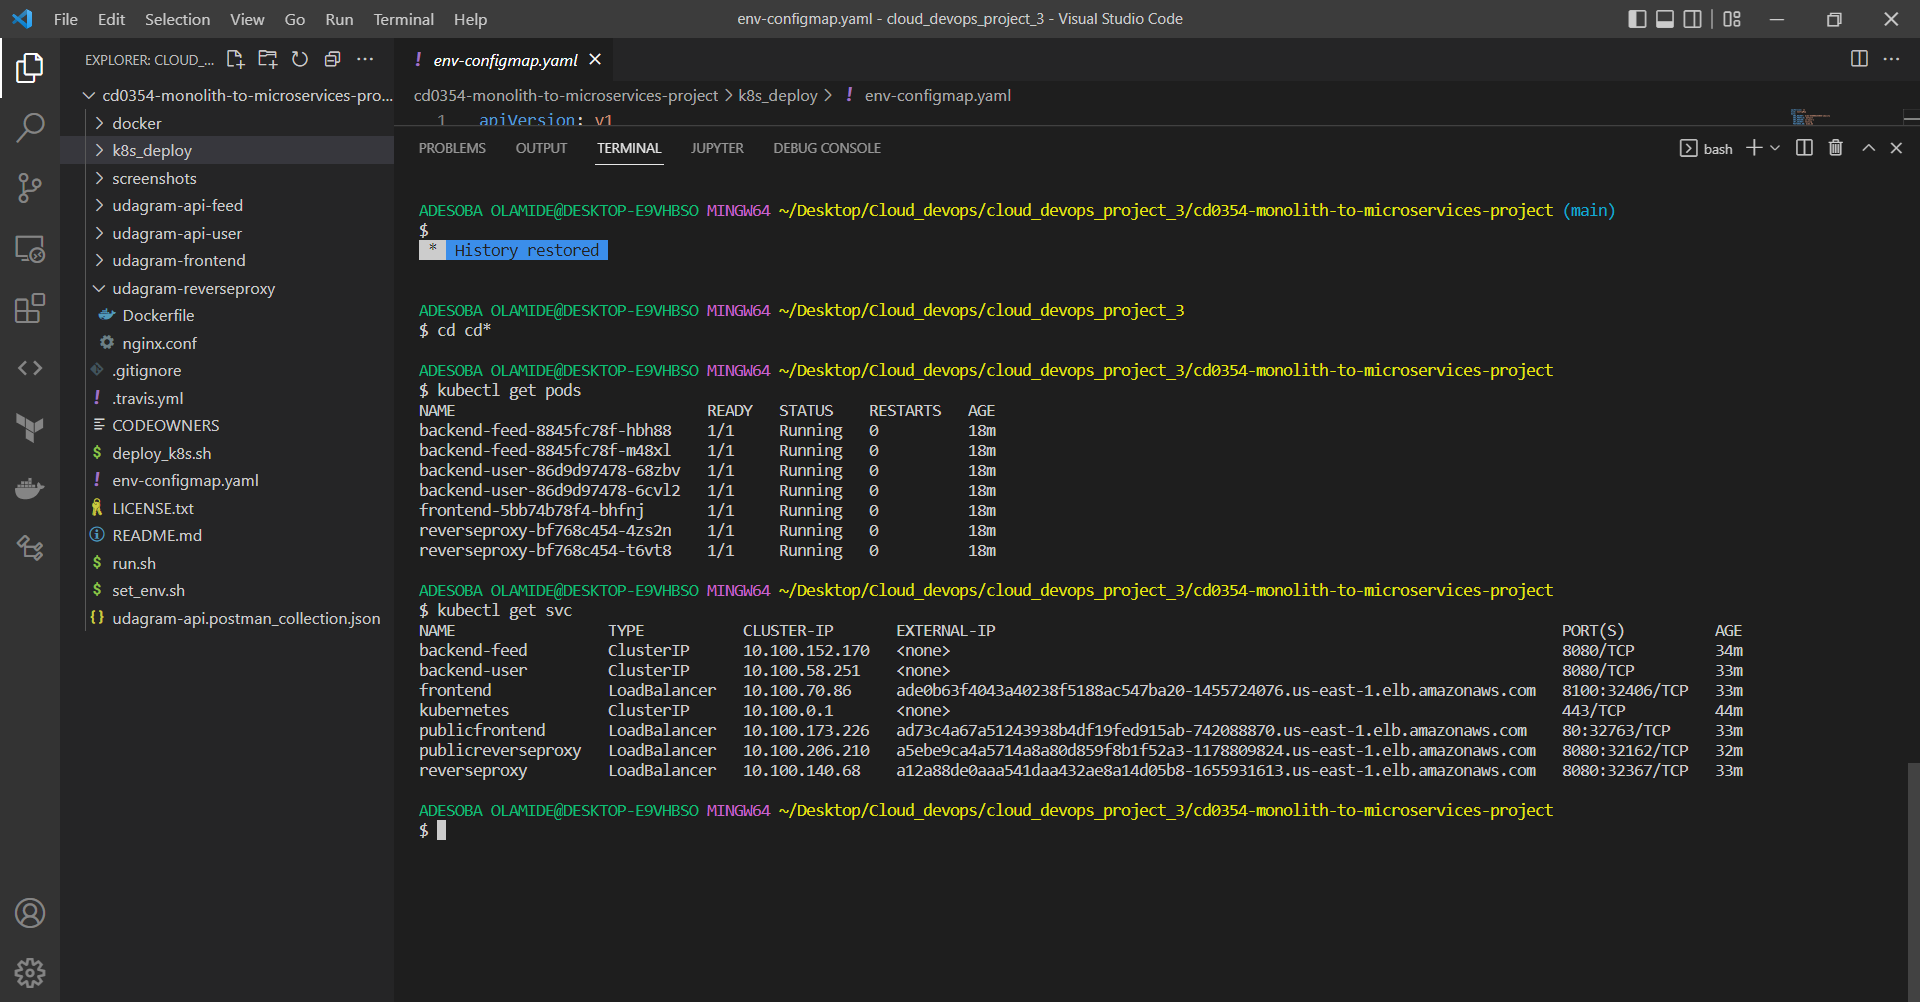 File Edit Selection View Go Run Terminal Help
env-configmap.yaml - cloud_devops_project_3 - Visual Studio Code
EXPLORER: CLOUD_...
cd0354-monolith-to-microservices-pro...
docker
k8s_deploy
screenshots
udagram-api-feed
udagram-api-user
udagram-frontend
udagram-reverseproxy
Dockerfile
nginx.conf
.gitignore
.travis.yml
CODEOWNERS
deploy_k8s.sh
env-configmap.yaml
LICENSE.txt
README.md
run.sh
set_env.sh
udagram-api.postman_collection.json
env-configmap.yaml
cd0354-monolith-to-microservices-project > k8s_deploy > ! env-configmap.yaml
1 apiVersion: v1
PROBLEMS OUTPUT TERMINAL JUPYTER DEBUG CONSOLE
bash
ADESOBA OLAMIDE@DESKTOP-E9VHBSO MINGW64 ~/Desktop/Cloud_devops/cloud_devops_project_3/cd0354-monolith-to-microservices-project (main)
$
* History restored
ADESOBA OLAMIDE@DESKTOP-E9VHBSO MINGW64 ~/Desktop/Cloud_devops/cloud_devops_project_3
$ cd cd*
ADESOBA OLAMIDE@DESKTOP-E9VHBSO MINGW64 ~/Desktop/Cloud_devops/cloud_devops_project_3/cd0354-monolith-to-microservices-project
$ kubectl get pods
NAME READY STATUS RESTARTS AGE
backend-feed-8845fc78f-hbh88 1/1 Running 0 18m
backend-feed-8845fc78f-m48xl 1/1 Running 0 18m
backend-user-86d9d97478-68zbv 1/1 Running 0 18m
backend-user-86d9d97478-6cvl2 1/1 Running 0 18m
frontend-5bb74b78f4-bhfnj 1/1 Running 0 18m
reverseproxy-bf768c454-4zs2n 1/1 Running 0 18m
reverseproxy-bf768c454-t6vt8 1/1 Running 0 18m
ADESOBA OLAMIDE@DESKTOP-E9VHBSO MINGW64 ~/Desktop/Cloud_devops/cloud_devops_project_3/cd0354-monolith-to-microservices-project
$ kubectl get svc
NAME TYPE CLUSTER-IP EXTERNAL-IP PORT(S) AGE
backend-feed ClusterIP 10.100.152.170 <none> 8080/TCP 34m
backend-user ClusterIP 10.100.58.251 <none> 8080/TCP 33m
frontend LoadBalancer 10.100.70.86 ade0b63f4043a40238f5188ac547ba20-1455724076.us-east-1.elb.amazonaws.com 8100:32406/TCP 33m
kubernetes ClusterIP 10.100.0.1 <none> 443/TCP 44m
publicfrontend LoadBalancer 10.100.173.226 ad73c4a67a51243938b4df19fed915ab-742088870.us-east-1.elb.amazonaws.com 80:32763/TCP 33m
publicreverseproxy LoadBalancer 10.100.206.210 a5ebe9ca4a5714a8a80d859f8b1f52a3-1178809824.us-east-1.elb.amazonaws.com 8080:32162/TCP 32m
reverseproxy LoadBalancer 10.100.140.68 a12a88de0aaa541daa432ae8a14d05b8-1655931613.us-east-1.elb.amazonaws.com 8080:32367/TCP 33m
ADESOBA OLAMIDE@DESKTOP-E9VHBSO MINGW64 ~/Desktop/Cloud_devops/cloud_devops_project_3/cd0354-monolith-to-microservices-project
$